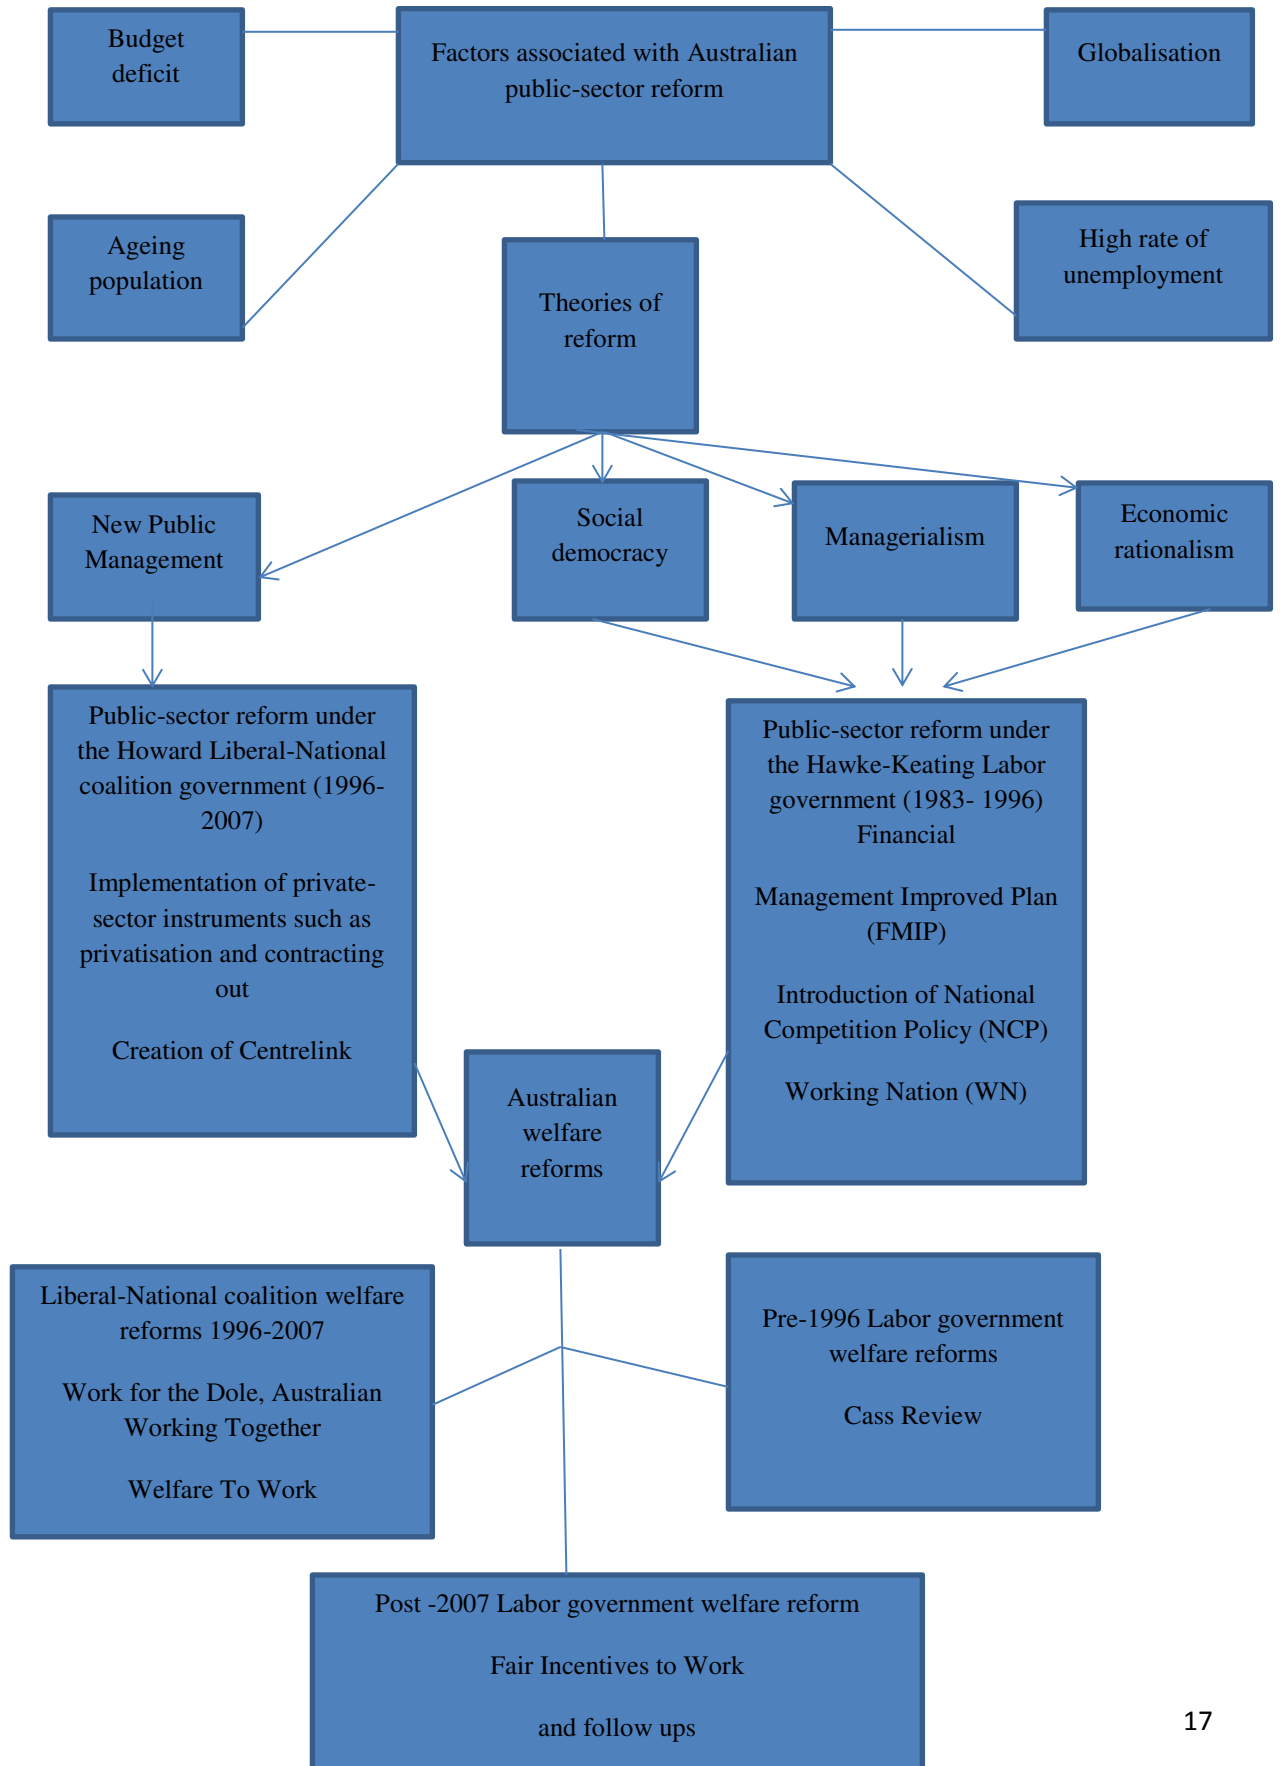 Budget
deficit
Factors associated with Australian
public-sector reform
Globalisation
Ageing
population
Theories of
reform
High rate of
unemployment
New Public
Management
Social
democracy
Managerialism
Economic
rationalism
Public-sector reform under
the Howard Liberal-National
coalition government (1996-
2007)
Implementation of private-
sector instruments such as
privatisation and contracting
out
Creation of Centrelink
Public-sector reform under
the Hawke-Keating Labor
government (1983- 1996)
Financial
Management Improved Plan
(FMIP)
Introduction of National
Competition Policy (NCP)
Working Nation (WN)
Australian
welfare
reforms
Liberal-National coalition welfare
reforms 1996-2007
Work for the Dole, Australian
Working Together
Welfare To Work
Pre-1996 Labor government
welfare reforms
Cass Review
Post -2007 Labor government welfare reform
Fair Incentives to Work
and follow ups
17